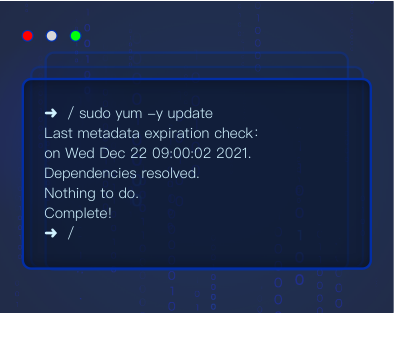 ➜ / sudo yum -y update
Last metadata expiration check:
on Wed Dec 22 09:00:02 2021.
Dependencies resolved.
Nothing to do.
Complete!
➜ /